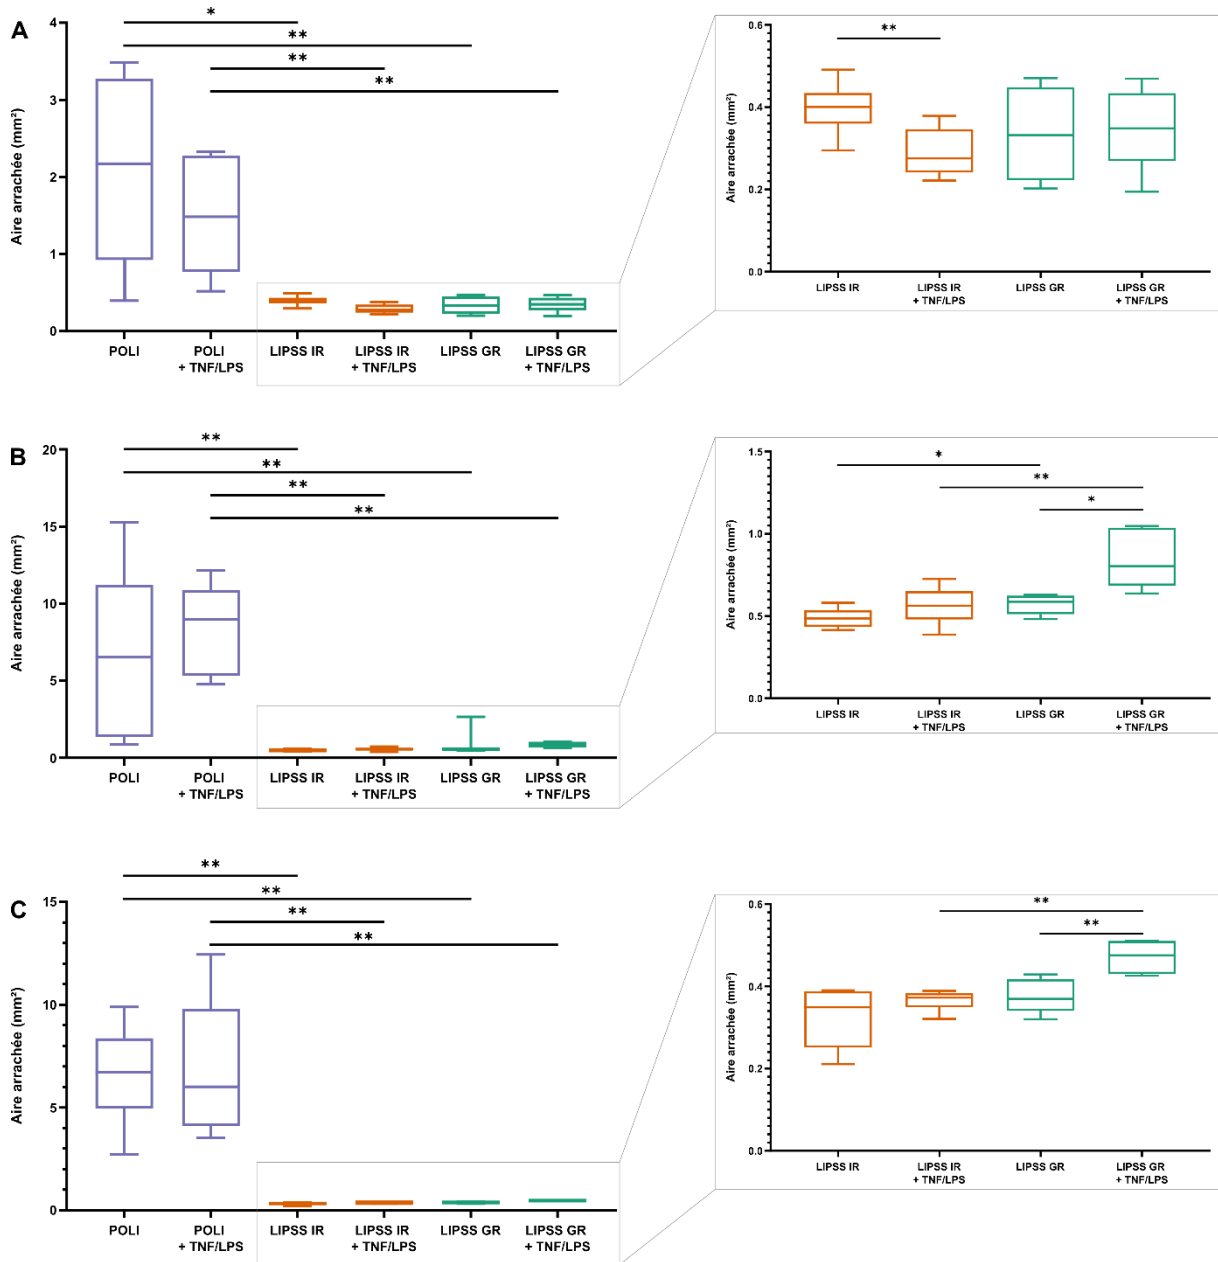 A
Aire arrachée (mm²)
4
3
2
1
0
*
**
**
**
POLI
POLI
+ TNF/LPS
LIPSS IR
LIPSS IR
+ TNF/LPS
LIPSS GR
LIPSS GR
+ TNF/LPS
Aire arrachée (mm²)
0.6
0.4
0.2
0.0
**
LIPSS IR
LIPSS IR
+ TNF/LPS
LIPSS GR
LIPSS GR
+ TNF/LPS
B
Aire arrachée (mm²)
20
15
10
5
0
**
**
**
**
POLI
POLI
+ TNF/LPS
LIPSS IR
LIPSS IR
+ TNF/LPS
LIPSS GR
LIPSS GR
+ TNF/LPS
Aire arrachée (mm²)
1.5
1.0
0.5
0.0
*
**
*
LIPSS IR
LIPSS IR
+ TNF/LPS
LIPSS GR
LIPSS GR
+ TNF/LPS
C
Aire arrachée (mm²)
15
10
5
0
**
**
**
**
POLI
POLI
+ TNF/LPS
LIPSS IR
LIPSS IR
+ TNF/LPS
LIPSS GR
LIPSS GR
+ TNF/LPS
Aire arrachée (mm²)
0.6
0.4
0.2
0.0
**
**
LIPSS IR
LIPSS IR
+ TNF/LPS
LIPSS GR
LIPSS GR
+ TNF/LPS